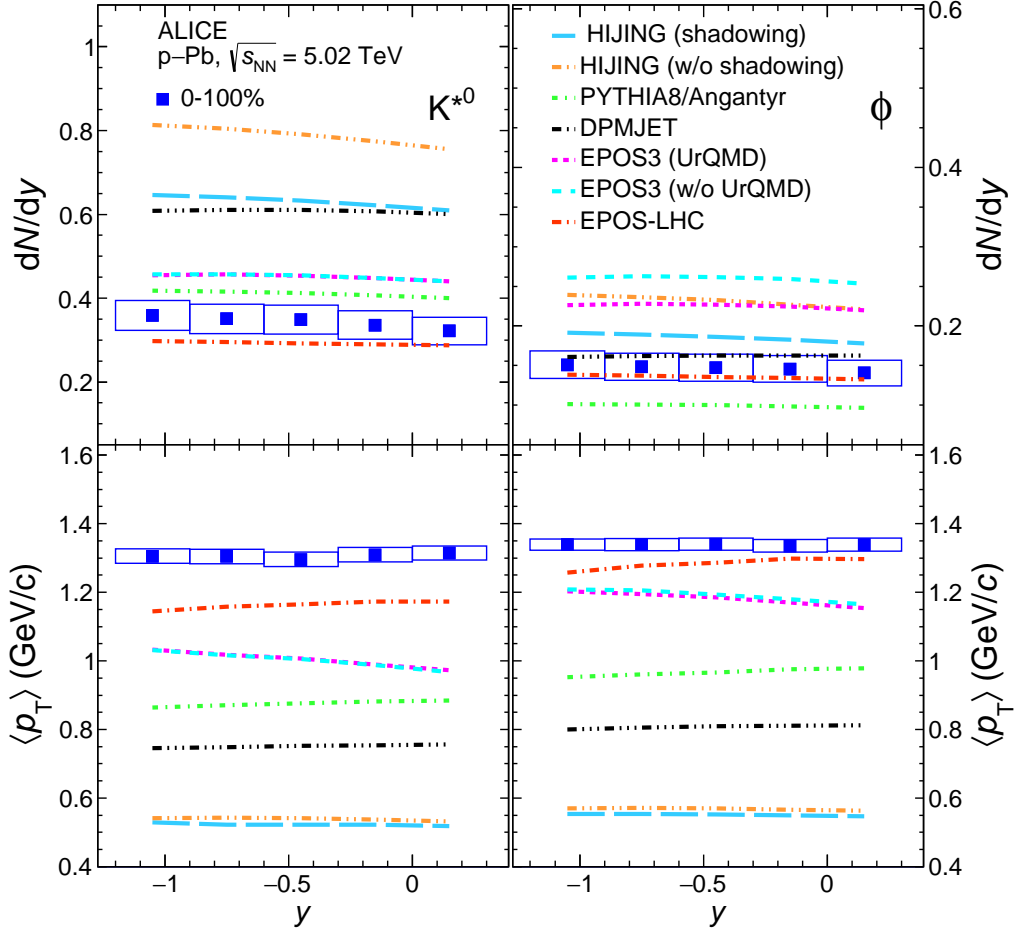 ALICE
p−Pb, √sNN = 5.02 TeV
0-100%
K*0
1
0.8
0.6
0.4
0.2
dN/dy
HIJING (shadowing)
HIJING (w/o shadowing)
PYTHIA8/Angantyr
DPMJET
EPOS3 (UrQMD)
EPOS3 (w/o UrQMD)
EPOS-LHC
ϕ
0.6
0.4
0.2
dN/dy
1.6
1.4
1.2
1
0.8
0.6
0.4
⟨pT⟩ (GeV/c)
−1
−0.5
0
y
1.6
1.4
1.2
1
0.8
0.6
0.4
⟨pT⟩ (GeV/c)
−1
−0.5
0
y